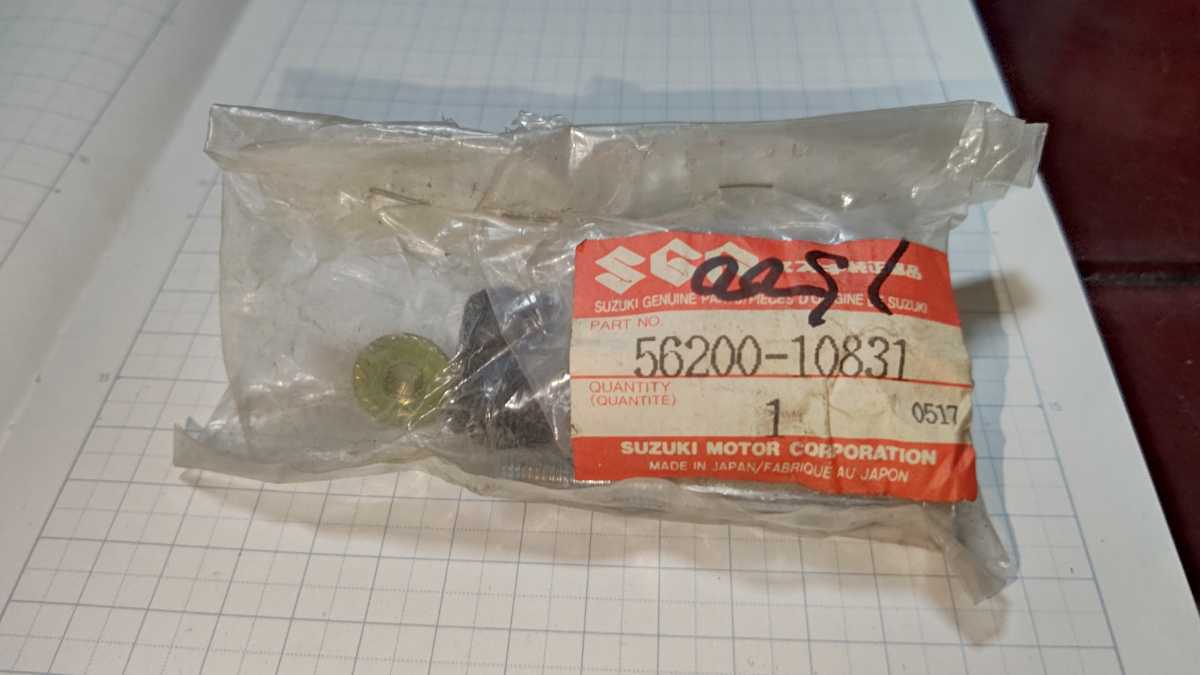 SUZUKI GENUINE PARTS/PIECES D'ORIGINE DE SUZUKI
PART NO.
56200-10831
QUANTITY
(QUANTITE)
1
0517
SUZUKI MOTOR CORPORATION
MADE IN JAPAN/FABRIQUE AU JAPON